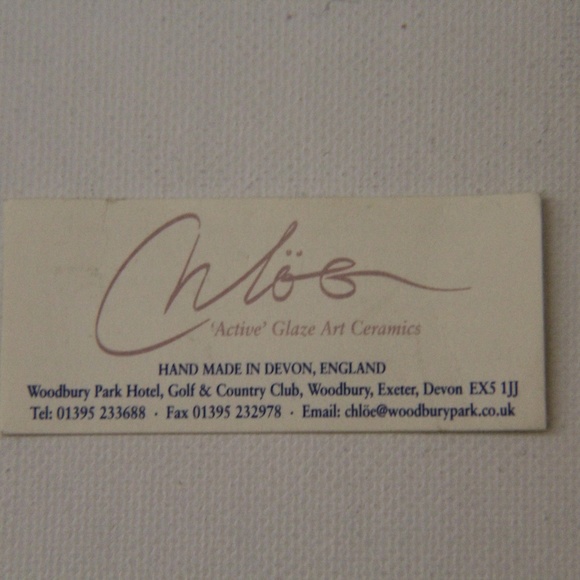 Chlöe
'Active' Glaze Art Ceramics
HAND MADE IN DEVON, ENGLAND
Woodbury Park Hotel, Golf & Country Club, Woodbury, Exeter, Devon EX5 1JJ
Tel: 01395 233688 · Fax 01395 232978 · Email: chlöe@woodburypark.co.uk